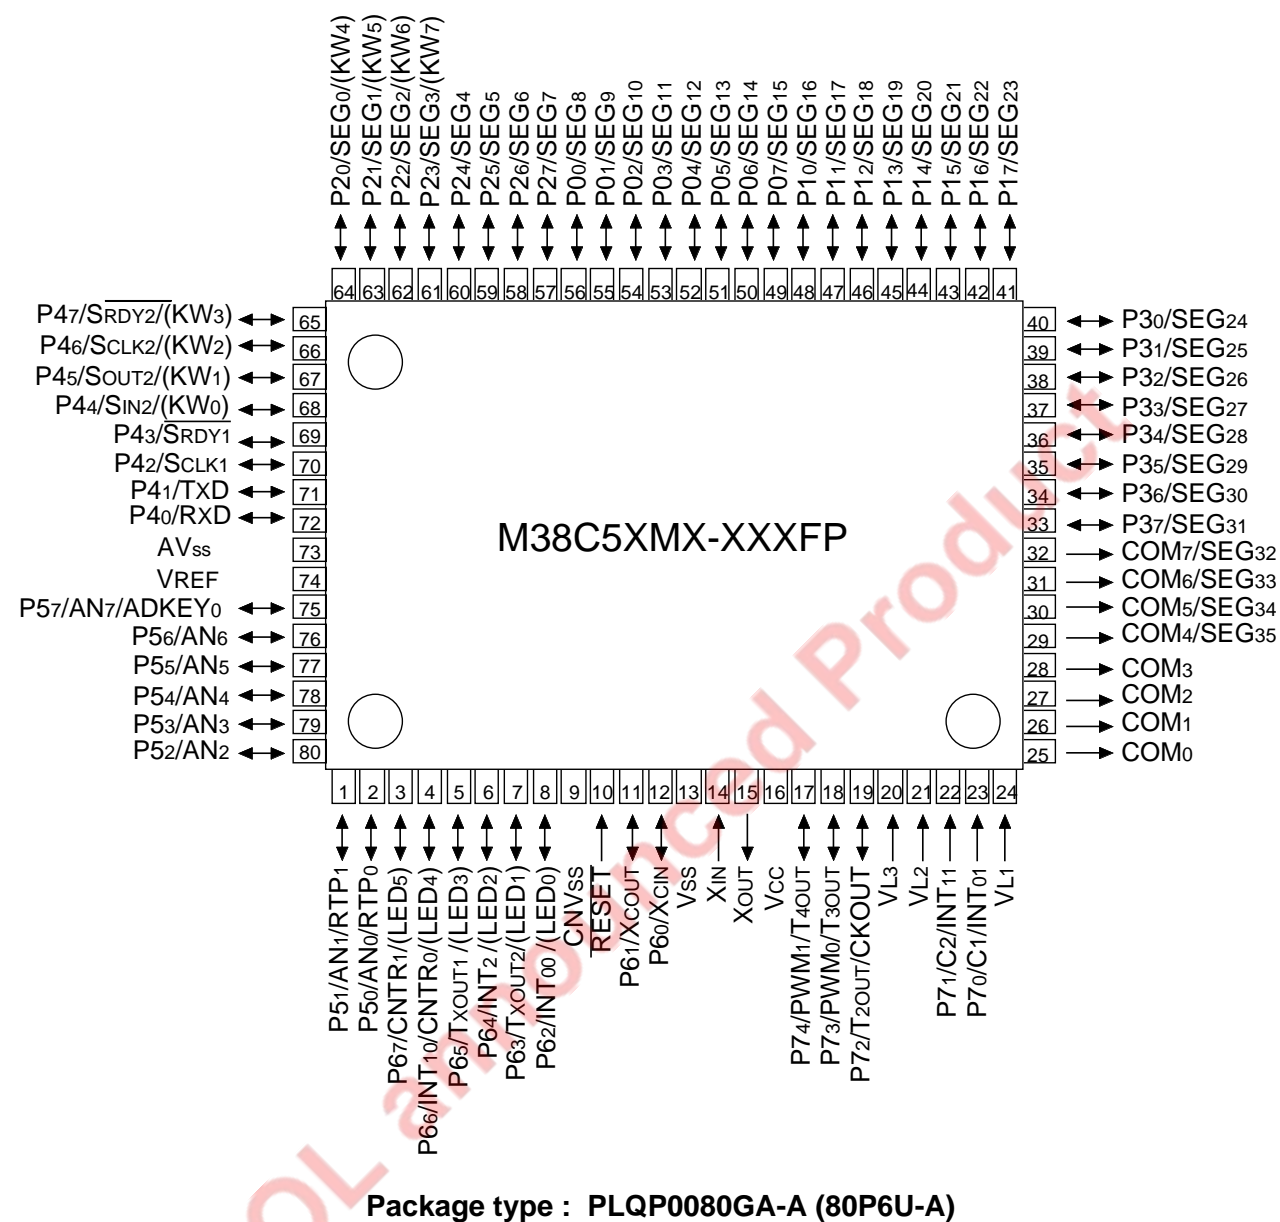 P20/SEG0/(KW4)
P21/SEG1/(KW5)
P22/SEG2/(KW6)
P23/SEG3/(KW7)
P24/SEG4
P25/SEG5
P26/SEG6
P27/SEG7
P00/SEG8
P01/SEG9
P02/SEG10
P03/SEG11
P04/SEG12
P05/SEG13
P06/SEG14
P07/SEG15
P10/SEG16
P11/SEG17
P12/SEG18
P13/SEG19
P14/SEG20
P15/SEG21
P16/SEG22
P17/SEG23
64 63 62 61 60 59 58 57 56 55 54 53 52 51 50 49 48 47 46 45 44 43 42 41
P47/SRDY2/(KW3) 65
P46/SCLK2/(KW2) 66
P45/SOUT2/(KW1) 67
P44/SIN2/(KW0) 68
P43/SRDY1 69
P42/SCLK1 70
P41/TXD 71
P40/RXD 72
AVss 73
VREF 74
P57/AN7/ADKEY0 75
P56/AN6 76
P55/AN5 77
P54/AN4 78
P53/AN3 79
P52/AN2 80
M38C5XMX-XXXFP
40 P30/SEG24
39 P31/SEG25
38 P32/SEG26
37 P33/SEG27
36 P34/SEG28
35 P35/SEG29
34 P36/SEG30
33 P37/SEG31
32 COM7/SEG32
31 COM6/SEG33
30 COM5/SEG34
29 COM4/SEG35
28 COM3
27 COM2
26 COM1
25 COM0
1 2 3 4 5 6 7 8 9 10 11 12 13 14 15 16 17 18 19 20 21 22 23 24
P51/AN1/RTP1
P50/AN0/RTP0
P67/CNTR1/(LED5)
P66/INT10/CNTR0/(LED4)
P65/TXOUT1/(LED3)
P64/INT2/(LED2)
P63/TXOUT2/(LED1)
P62/INT00/(LED0)
CNVSS
RESET
P61/XCOUT
P60/XCIN
VSS
XIN
XOUT
VCC
P74/PWM1/T4OUT
P73/PWM0/T3OUT
P72/T2OUT/CKOUT
VL3
VL2
P71/C2/INT11
P70/C1/INT01
VL1
OL announced Product
Package type : PLQP0080GA-A (80P6U-A)